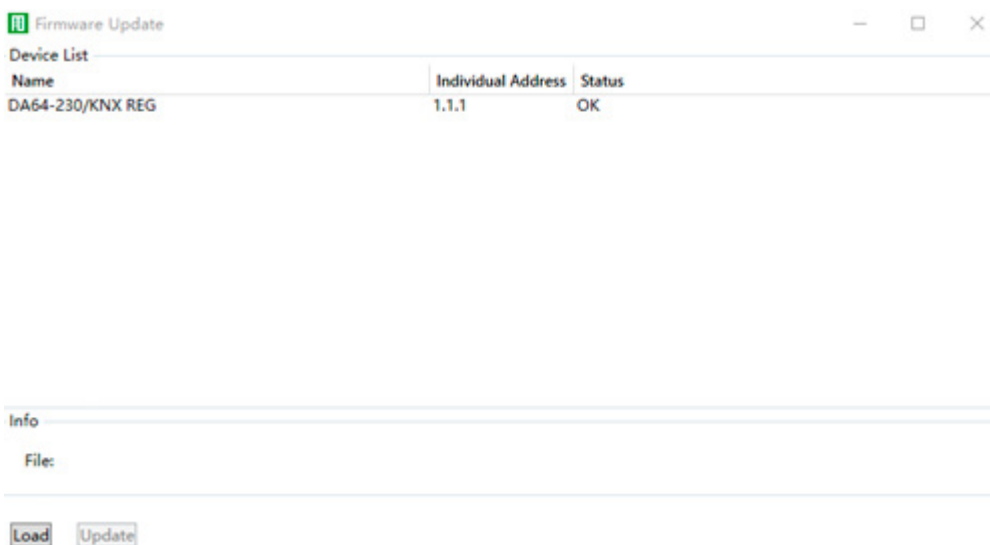 Firmware Update
Device List
Name Individual Address Status
DA64-230/KNX REG 1.1.1 OK
Info
File:
Load Update